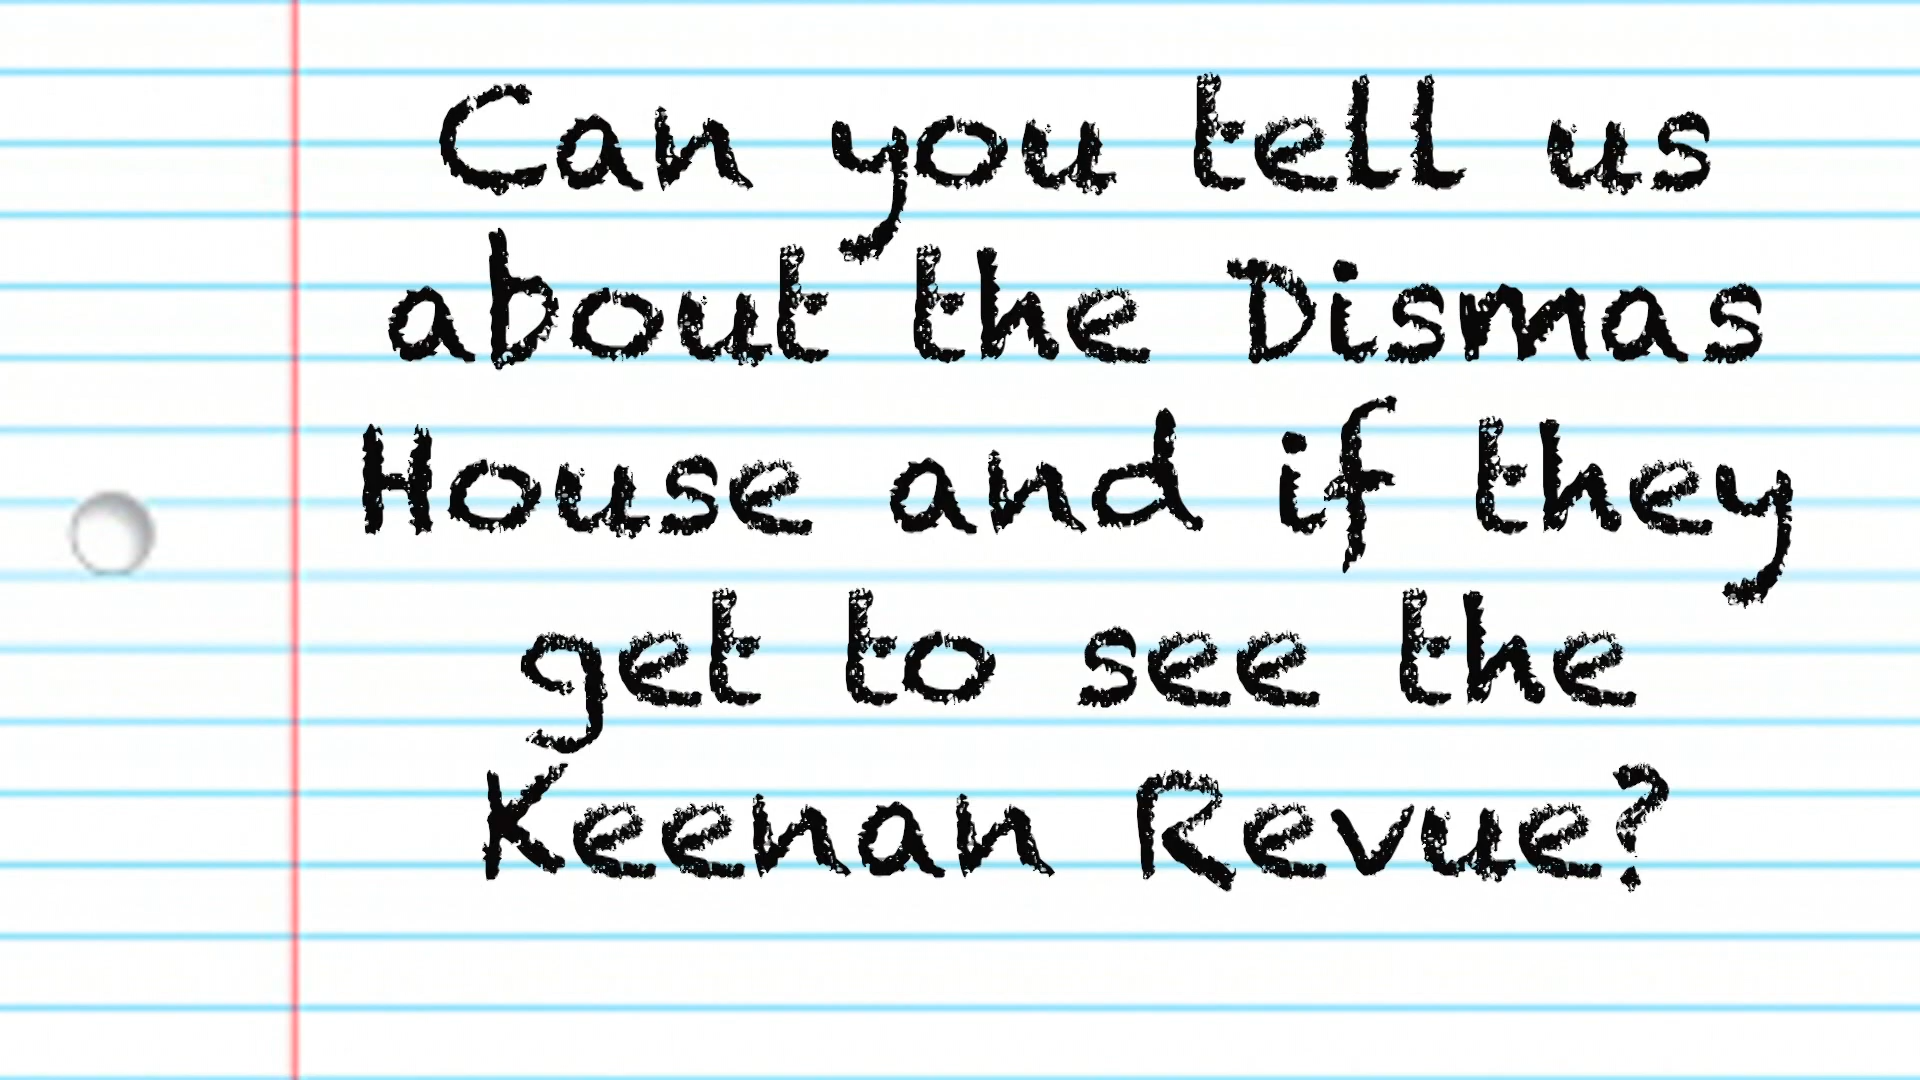 Can you tell us
about the Dismas
House and if they
get to see the
Keenan Revue?